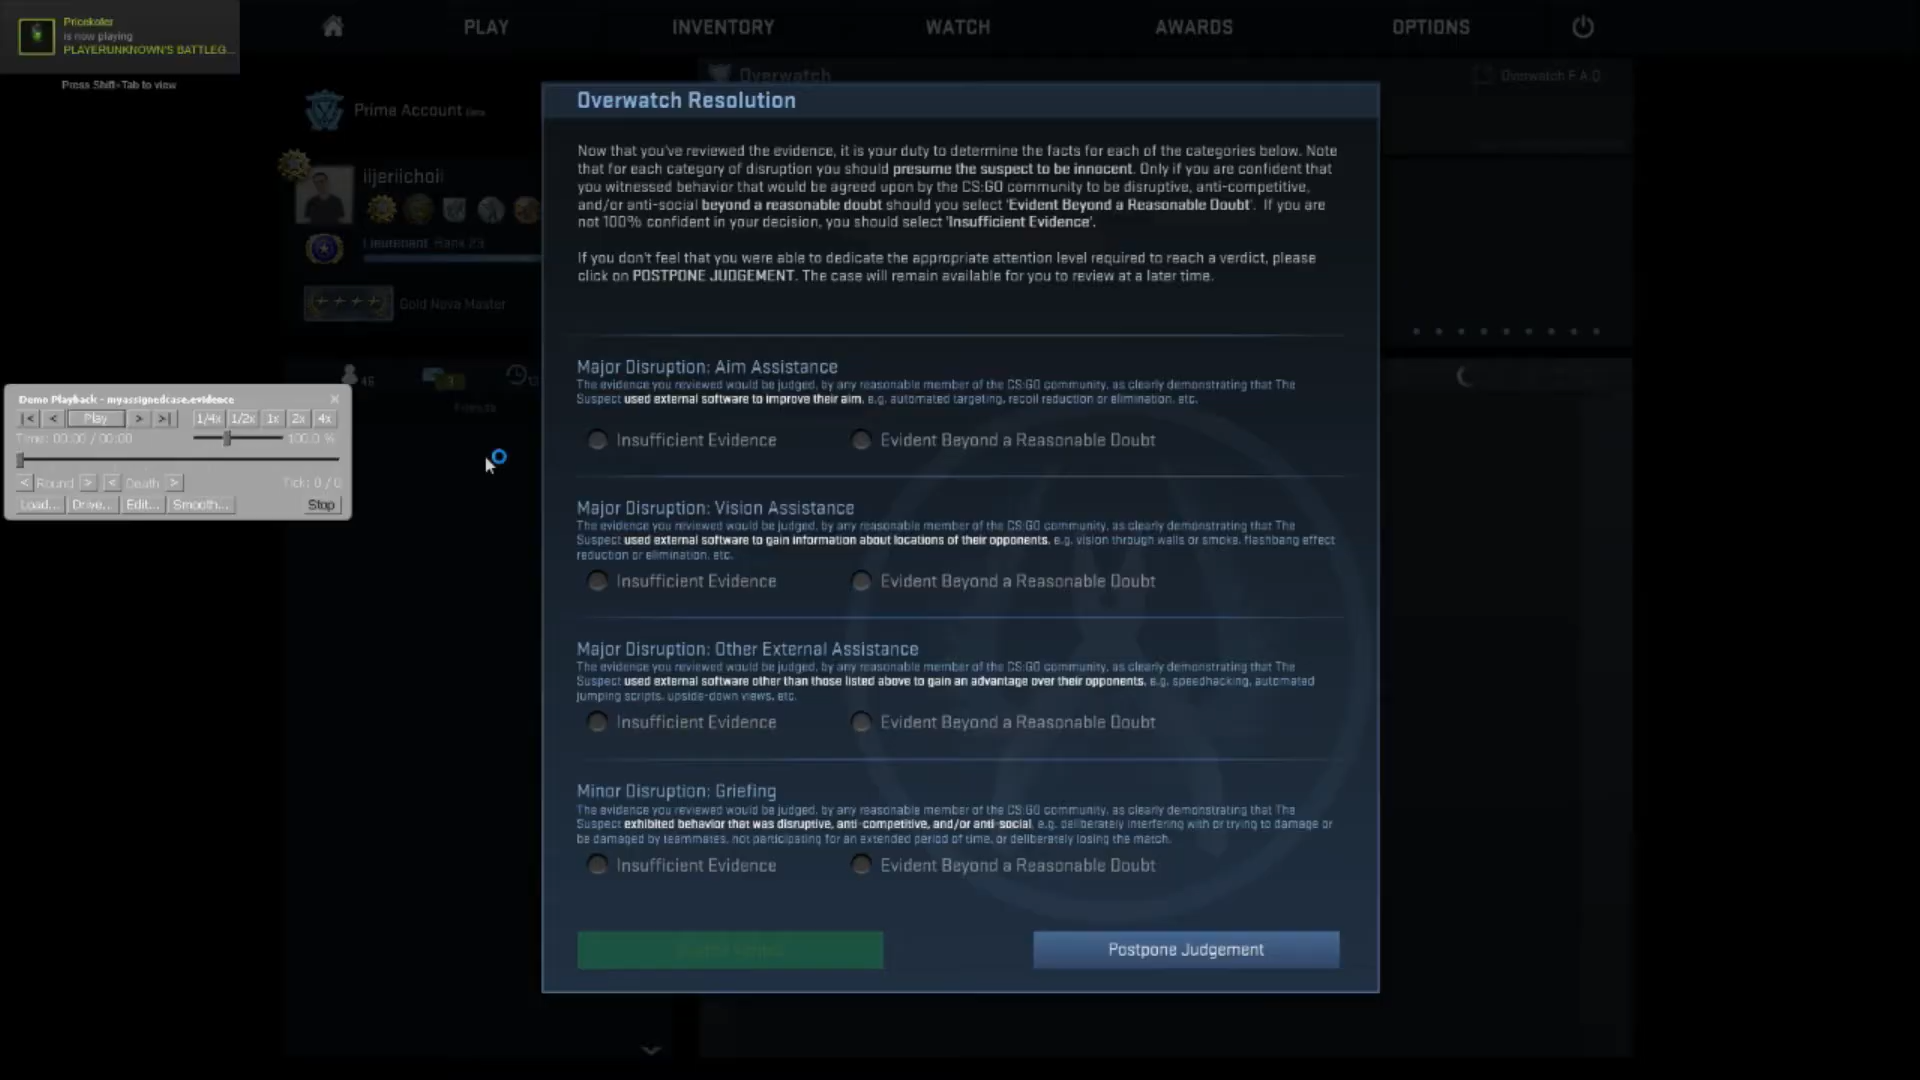 Pricekoter
is now playing
PLAYERUNKNOWN'S BATTLEG...
Press Shift+Tab to view
PLAY
INVENTORY
WATCH
AWARDS
OPTIONS
Prime Account
iijeriichoii
Lieutenant Rank 23
Gold Nova Master
46
3
Friends
Overwatch
Overwatch F.A.Q
Demo Playback - myassignedcase.evidence
|< < Play > >| 1/4x 1/2x 1x 2x 4x
Time: 00:00 / 00:00 100.0 %
< Round > < Death > Tick: 0 / 0
Load... Drive... Edit... Smooth... Stop
Overwatch Resolution
Now that you've reviewed the evidence, it is your duty to determine the facts for each of the categories below. Note
that for each category of disruption you should presume the suspect to be innocent. Only if you are confident that
you witnessed behavior that would be agreed upon by the CS:GO community to be disruptive, anti-competitive,
and/or anti-social beyond a reasonable doubt should you select 'Evident Beyond a Reasonable Doubt'. If you are
not 100% confident in your decision, you should select 'Insufficient Evidence'.
If you don't feel that you were able to dedicate the appropriate attention level required to reach a verdict, please
click on POSTPONE JUDGEMENT. The case will remain available for you to review at a later time.
Major Disruption: Aim Assistance
The evidence you reviewed would be judged, by any reasonable member of the CS:GO community, as clearly demonstrating that The
Suspect used external software to improve their aim, e.g. automated targeting, recoil reduction or elimination, etc.
Insufficient Evidence Evident Beyond a Reasonable Doubt
Major Disruption: Vision Assistance
The evidence you reviewed would be judged, by any reasonable member of the CS:GO community, as clearly demonstrating that The
Suspect used external software to gain information about locations of their opponents, e.g. vision through walls or smoke, flashbang effect
reduction or elimination, etc.
Insufficient Evidence Evident Beyond a Reasonable Doubt
Major Disruption: Other External Assistance
The evidence you reviewed would be judged, by any reasonable member of the CS:GO community, as clearly demonstrating that The
Suspect used external software other than those listed above to gain an advantage over their opponents, e.g. speedhacking, automated
jumping scripts, upside-down views, etc.
Insufficient Evidence Evident Beyond a Reasonable Doubt
Minor Disruption: Griefing
The evidence you reviewed would be judged, by any reasonable member of the CS:GO community, as clearly demonstrating that The
Suspect exhibited behavior that was disruptive, anti-competitive, and/or anti-social, e.g. deliberately interfering with or trying to damage or
be damaged by teammates, not participating for an extended period of time, or deliberately losing the match.
Insufficient Evidence Evident Beyond a Reasonable Doubt
Postpone Judgement